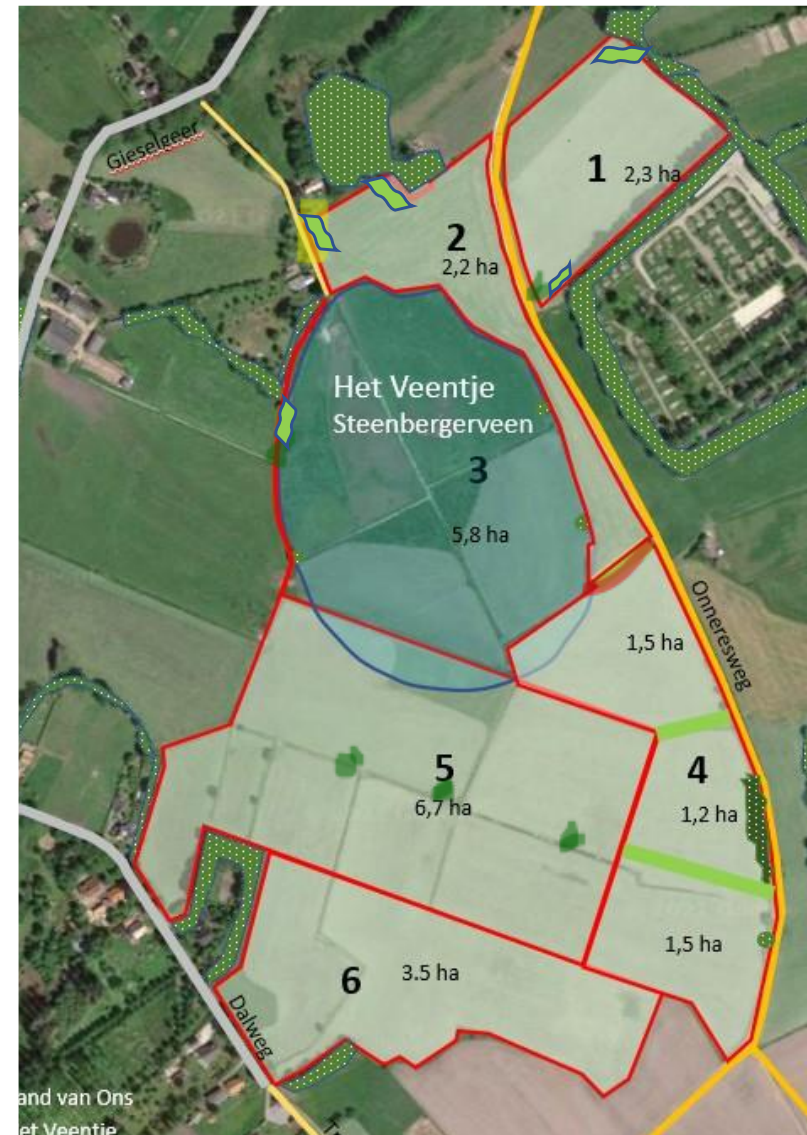 Gieselgeer
1 2,3 ha
2
2,2 ha
Het Veentje
Steenbergerveen
3
5,8 ha
Onneresweg
1,5 ha
5
6,7 ha
4
1,2 ha
1,5 ha
6 3.5 ha
Dalweg
and van Ons
et Veentje